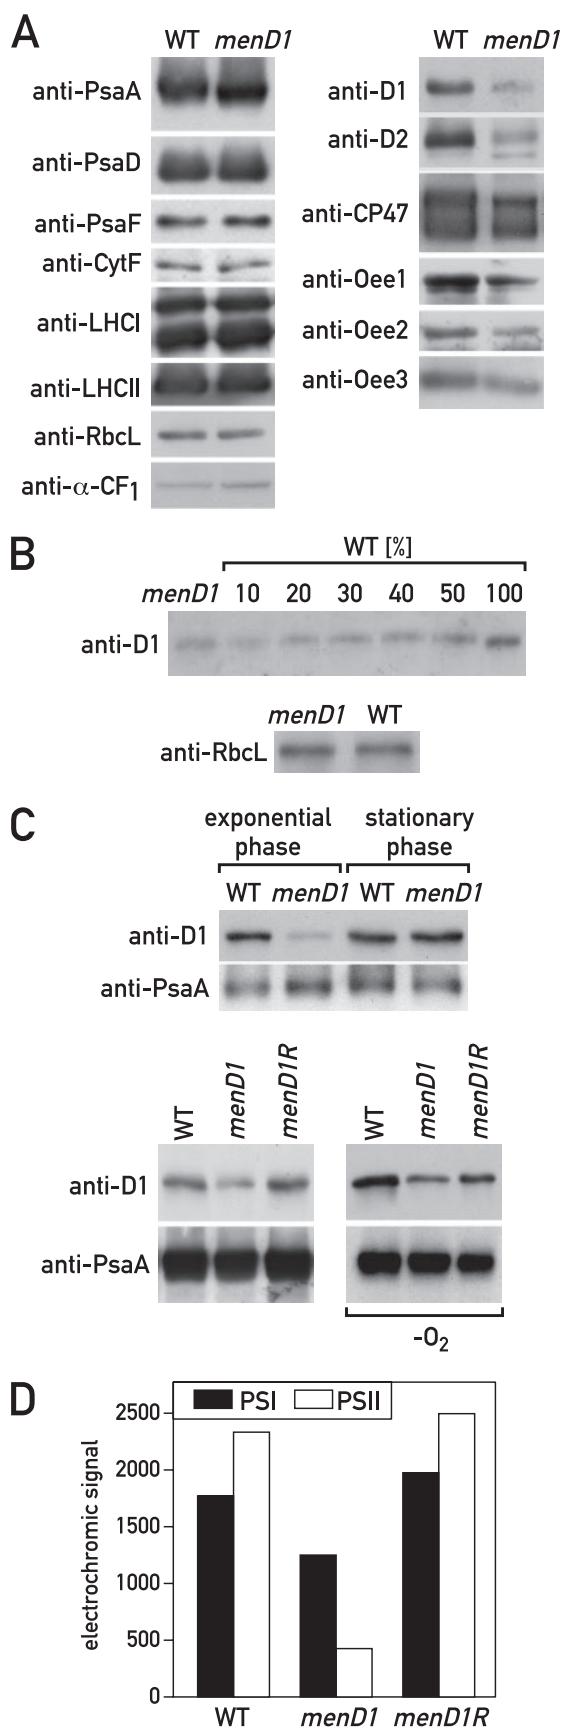 A
WT menD1
anti-PsaA
anti-PsaD
anti-PsaF
anti-CytF
anti-LHCI
anti-LHCII
anti-RbcL
anti-α-CF1
WT menD1
anti-D1
anti-D2
anti-CP47
anti-Oee1
anti-Oee2
anti-Oee3
B
WT [%]
menD1 10 20 30 40 50 100
anti-D1
menD1 WT
anti-RbcL
C
exponential phase
stationary phase
WT menD1 WT menD1
anti-D1
anti-PsaA
WT menD1 menD1R
WT menD1 menD1R
anti-D1
anti-PsaA
-O2
D
PSI PSII
electrochromic signal
2500
2000
1500
1000
500
0
WT menD1 menD1R